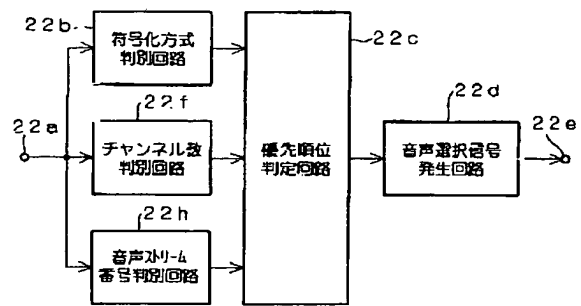 22b
符号化方式
判別回路
22c
22a
22f
チャンネル数
判別回路
優先順位
判定回路
22d
音声選択信号
発生回路
22e
22h
音声ストリーム
番号判別回路